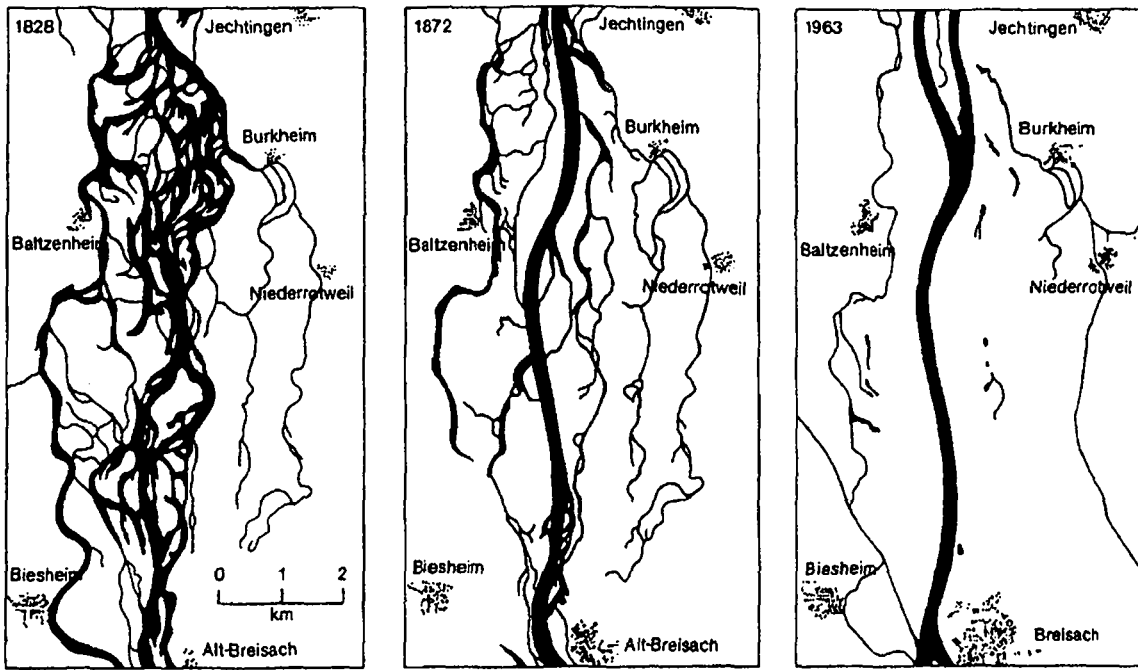 1828
Jechtingen
Burkheim
Baltzenheim
Niederrotweil
Biesheim
0 1 2
km
Alt-Breisach
1872
Jechtingen
Burkheim
Baltzenheim
Niederrotweil
Biesheim
Alt-Breisach
1963
Jechtingen
Burkheim
Baltzenheim
Niederrotweil
Biesheim
Breisach